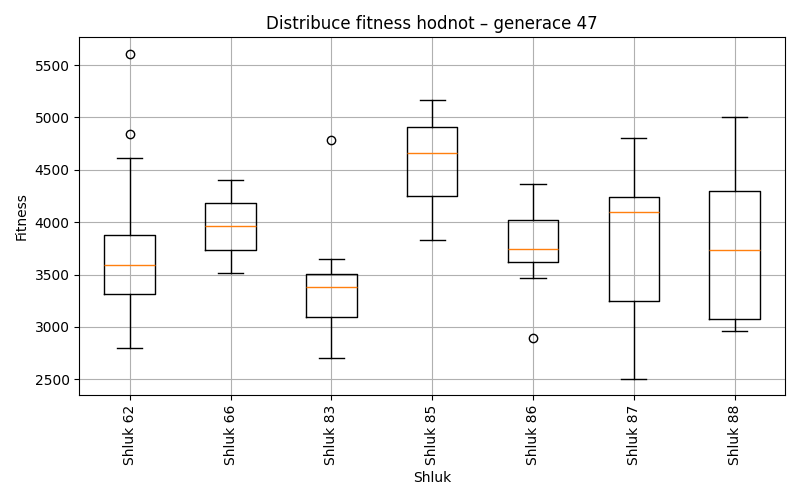 Distribuce fitness hodnot – generace 47
Fitness
5500
5000
4500
4000
3500
3000
2500
Shluk 62
Shluk 66
Shluk 83
Shluk 85
Shluk 86
Shluk 87
Shluk 88
Shluk